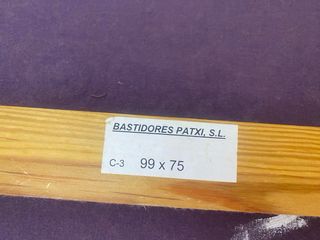 BASTIDORES PATXI, S.L.
C-3 99 x 75